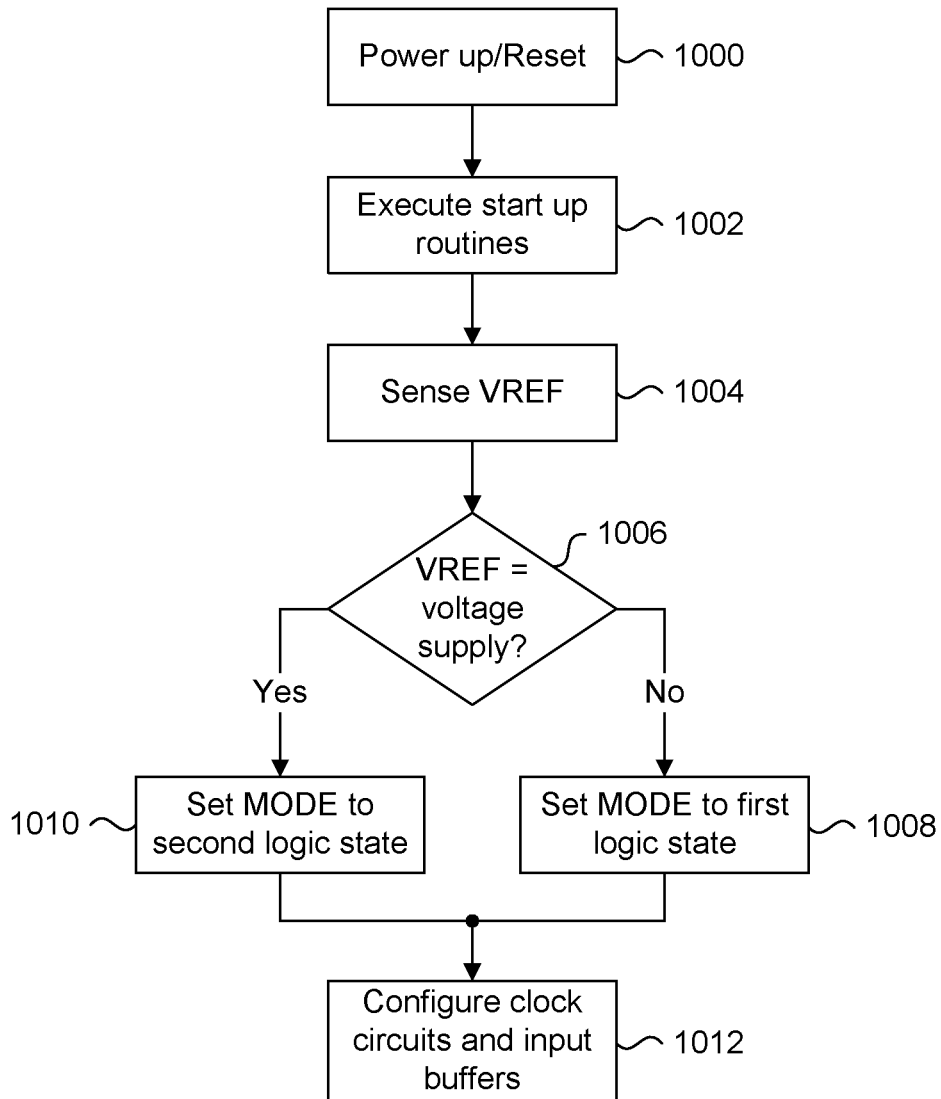 Power up/Reset
1000
Execute start up
routines
1002
Sense VREF
1004
1006
VREF =
voltage
supply?
Yes
No
1010
Set MODE to
second logic state
Set MODE to first
logic state
1008
Configure clock
circuits and input
buffers
1012